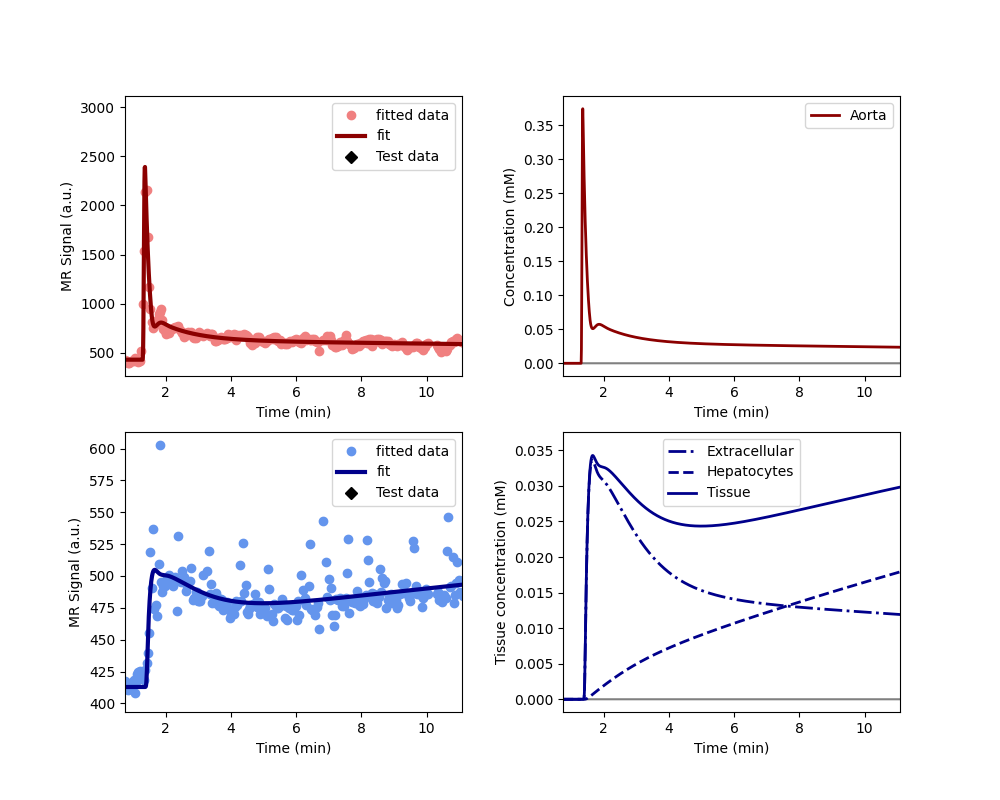 3000
2500
2000
1500
1000
500
MR Signal (a.u.)
fitted data
fit
Test data
2 4 6 8 10
Time (min)
0.35
0.30
0.25
0.20
0.15
0.10
0.05
0.00
Concentration (mM)
Aorta
2 4 6 8 10
Time (min)
600
575
550
525
500
475
450
425
400
MR Signal (a.u.)
fitted data
fit
Test data
2 4 6 8 10
Time (min)
0.035
0.030
0.025
0.020
0.015
0.010
0.005
0.000
Tissue concentration (mM)
Extracellular
Hepatocytes
Tissue
2 4 6 8 10
Time (min)